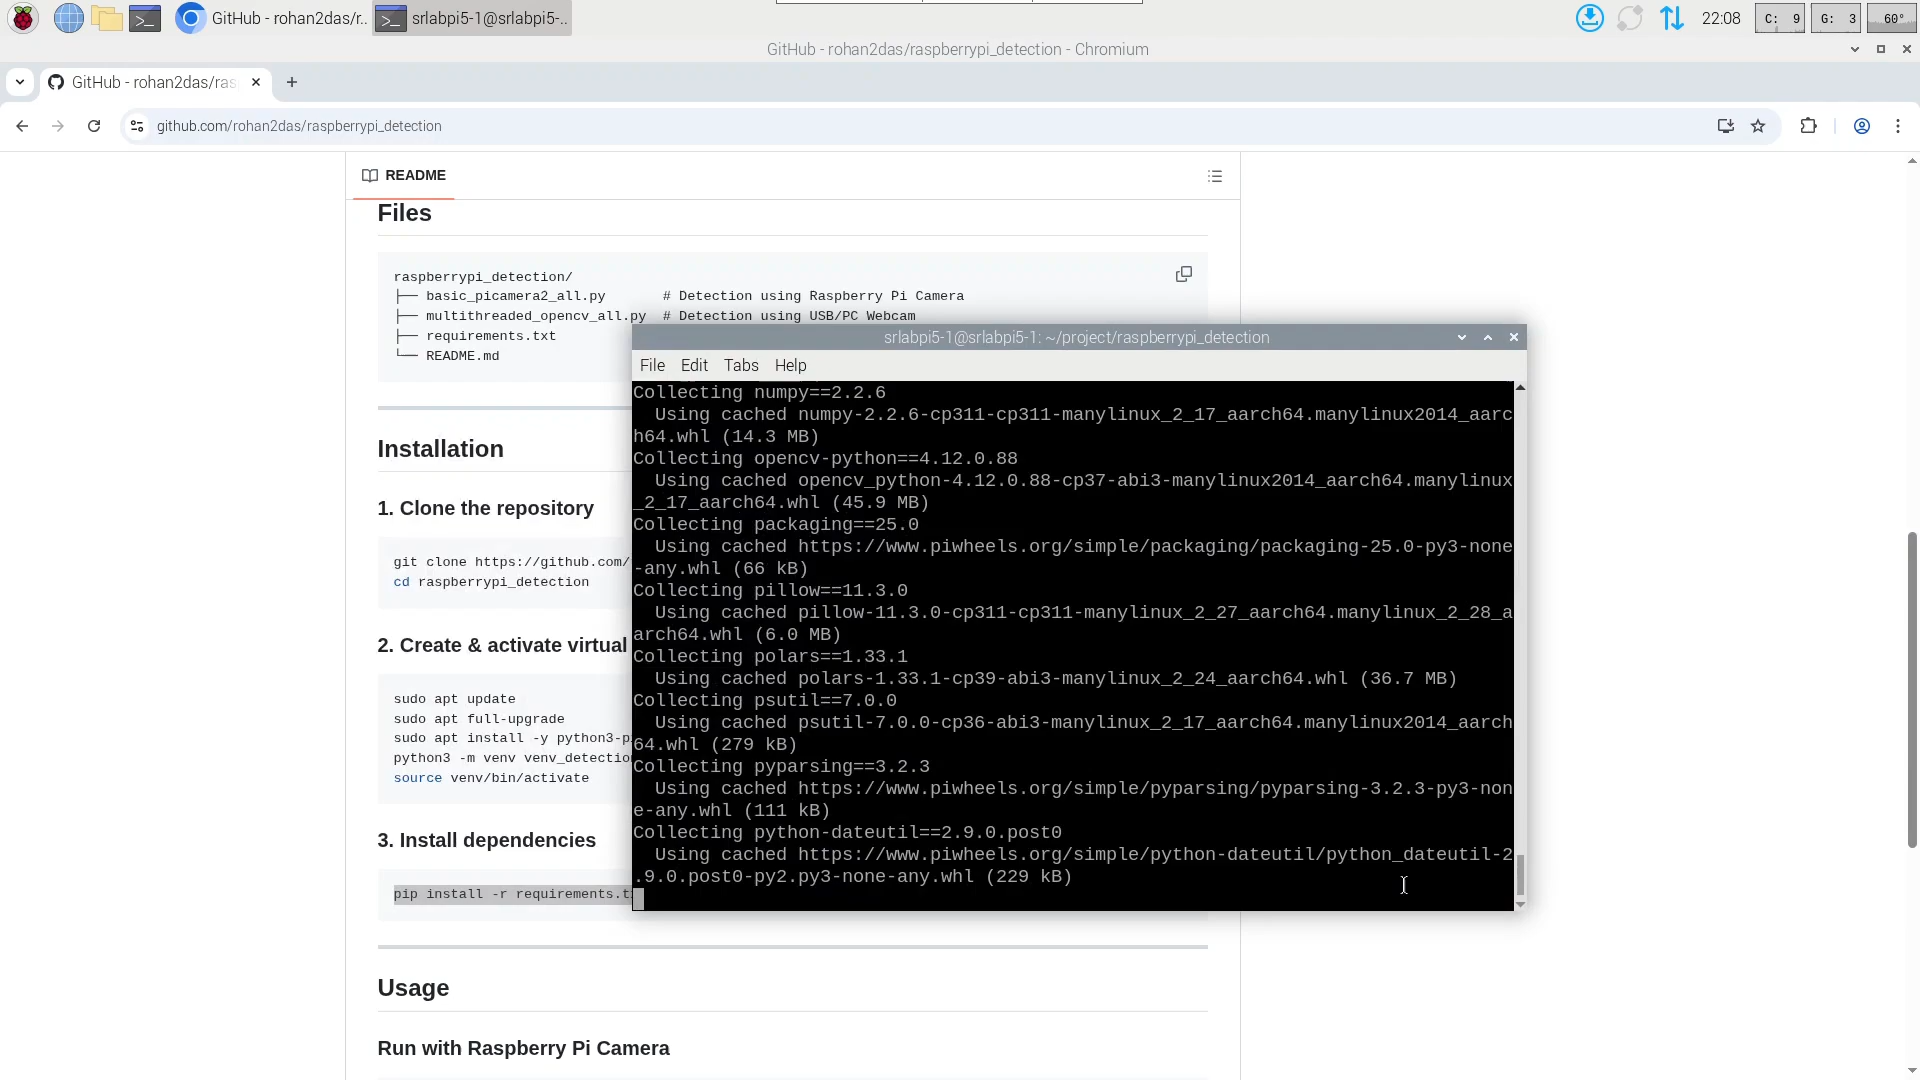 GitHub - rohan2das/r..
srlabpi5-1@srlabpi5-..
22:08
C: 9
G: 3
60°
GitHub - rohan2das/raspberrypi_detection - Chromium
GitHub - rohan2das/ras
github.com/rohan2das/raspberrypi_detection
README
Files
raspberrypi_detection/
├── basic_picamera2_all.py # Detection using Raspberry Pi Camera
├── multithreaded_opencv_all.py # Detection using USB/PC Webcam
├── requirements.txt
└── README.md
Installation
1. Clone the repository
git clone https://github.com/
cd raspberrypi_detection
2. Create & activate virtual
sudo apt update
sudo apt full-upgrade
sudo apt install -y python3-p
python3 -m venv venv_detectio
source venv/bin/activate
3. Install dependencies
pip install -r requirements.t
Usage
Run with Raspberry Pi Camera
srlabpi5-1@srlabpi5-1: ~/project/raspberrypi_detection
File Edit Tabs Help
Collecting numpy==2.2.6
Using cached numpy-2.2.6-cp311-cp311-manylinux_2_17_aarch64.manylinux2014_aarc
h64.whl (14.3 MB)
Collecting opencv-python==4.12.0.88
Using cached opencv_python-4.12.0.88-cp37-abi3-manylinux2014_aarch64.manylinux
_2_17_aarch64.whl (45.9 MB)
Collecting packaging==25.0
Using cached https://www.piwheels.org/simple/packaging/packaging-25.0-py3-none
-any.whl (66 kB)
Collecting pillow==11.3.0
Using cached pillow-11.3.0-cp311-cp311-manylinux_2_27_aarch64.manylinux_2_28_a
arch64.whl (6.0 MB)
Collecting polars==1.33.1
Using cached polars-1.33.1-cp39-abi3-manylinux_2_24_aarch64.whl (36.7 MB)
Collecting psutil==7.0.0
Using cached psutil-7.0.0-cp36-abi3-manylinux_2_17_aarch64.manylinux2014_aarch
64.whl (279 kB)
Collecting pyparsing==3.2.3
Using cached https://www.piwheels.org/simple/pyparsing/pyparsing-3.2.3-py3-non
e-any.whl (111 kB)
Collecting python-dateutil==2.9.0.post0
Using cached https://www.piwheels.org/simple/python-dateutil/python_dateutil-2
.9.0.post0-py2.py3-none-any.whl (229 kB)